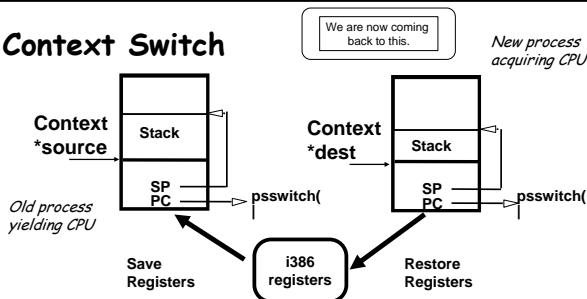 We are now coming
back to this.
Context Switch
New process
acquiring CPU
Context
*source
Stack
SP
PC
psswitch(
Old process
yielding CPU
Context
*dest
Stack
SP
PC
psswitch(
Save
Registers
i386
registers
Restore
Registers